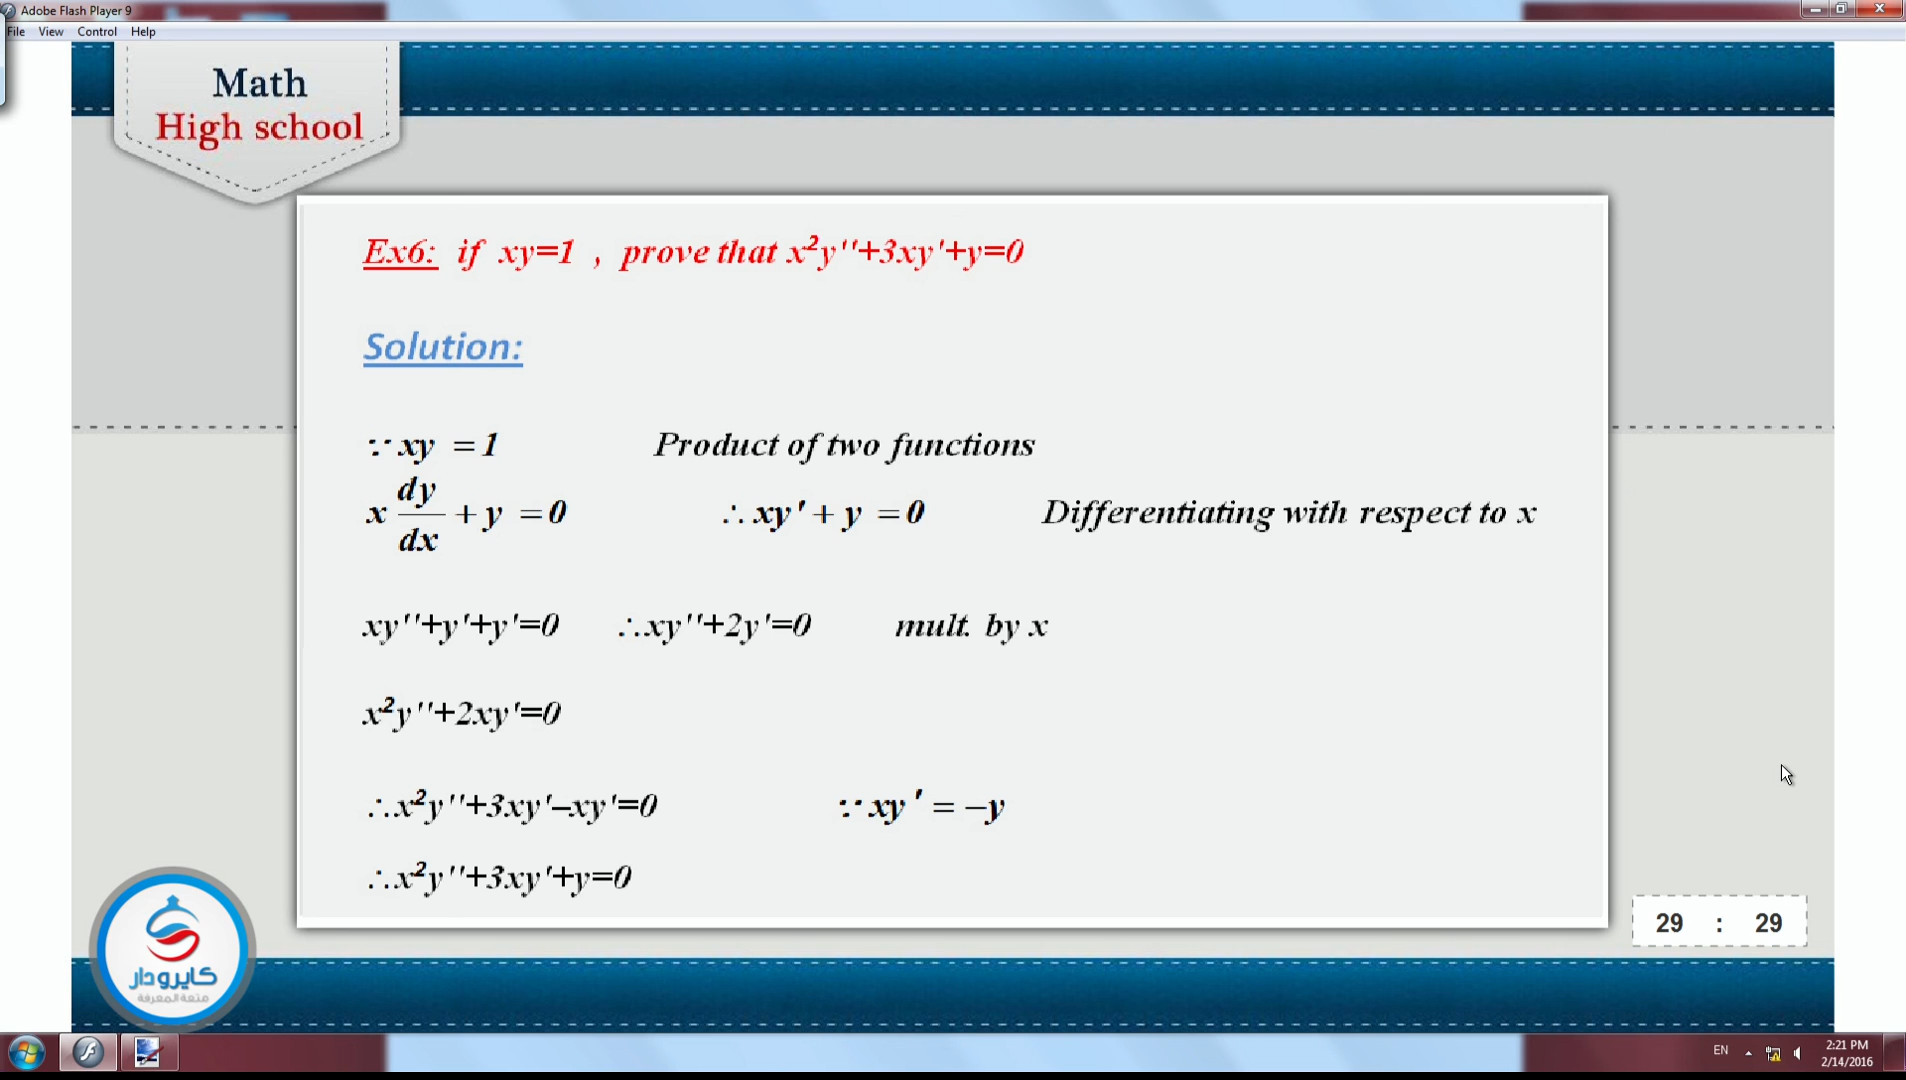 Adobe Flash Player 9
File View Control Help
Math
High school
Ex6: if xy=1 , prove that x²y''+3xy'+y=0
Solution:
∵ xy = 1 Product of two functions
x dy/dx + y = 0 ∴ xy' + y = 0 Differentiating with respect to x
xy''+y'+y'=0 ∴xy''+2y'=0 mult. by x
x²y''+2xy'=0
∴x²y''+3xy'–xy'=0 ∵ xy' = –y
∴x²y''+3xy'+y=0
29 : 29
كايرودار
متعة المعرفة
EN
2:21 PM
2/14/2016